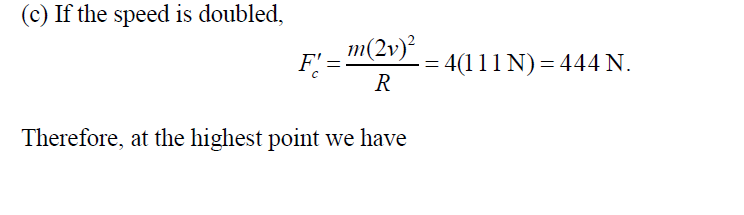 (c) If the speed is doubled,
F′c = m(2v)² / R = 4(111 N) = 444 N.
Therefore, at the highest point we have